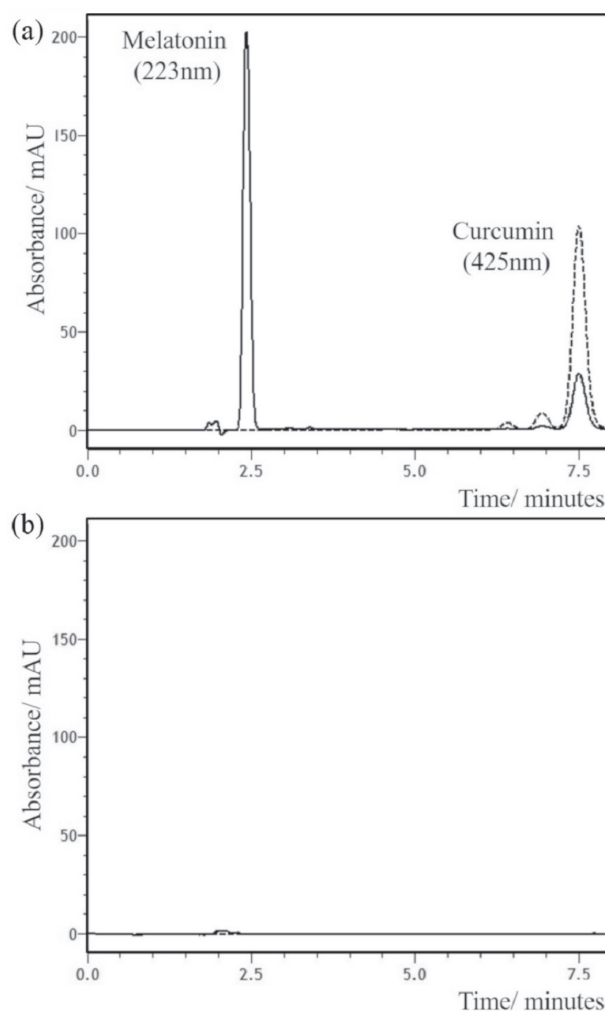 (a)
200
150
100
50
0
Absorbance/ mAU
Melatonin
(223nm)
Curcumin
(425nm)
0.0 2.5 5.0 7.5
Time/ minutes
(b)
200
150
100
50
0
Absorbance/ mAU
0.0 2.5 5.0 7.5
Time/ minutes